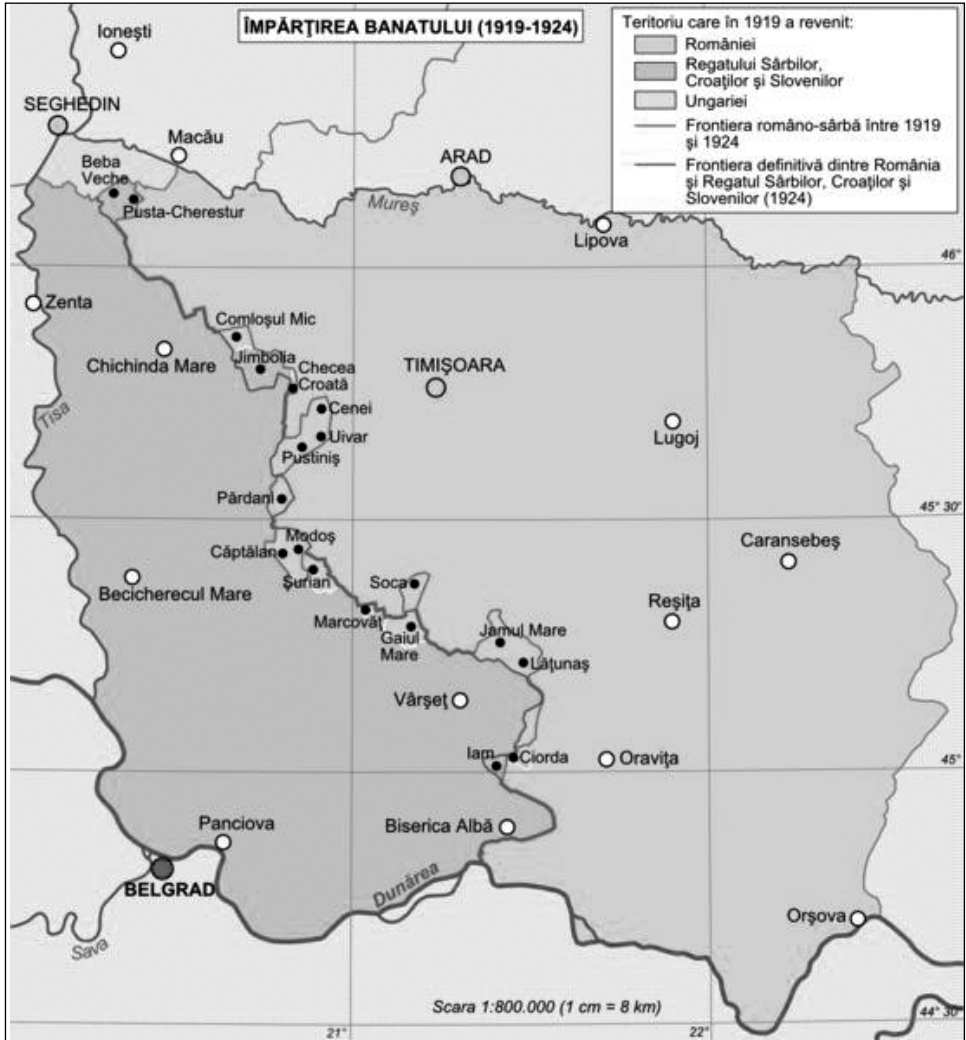 ÎMPĂRŢIREA BANATULUI (1919-1924)
Teritoriu care în 1919 a revenit:
României
Regatului Sârbilor,
Croaţilor şi Slovenilor
Ungariei
Frontiera româno-sârbă între 1919
şi 1924
Frontiera definitivă dintre România
şi Regatul Sârbilor, Croaţilor şi
Slovenilor (1924)
Ioneşti
SEGHEDIN
Macău
ARAD
Beba
Veche
Pusta-Cherestur
Mureş
Lipova
46°
Zenta
Comloşul Mic
Chichinda Mare
Jimbolia
Checea
Croată
TIMIŞOARA
Tisa
Cenei
Uivar
Lugoj
Pustiniş
Pârdani
45° 30'
Modoş
Căptălan
Caransebeş
Şurian
Becicherecul Mare
Soca
Reşiţa
Marcovăţ
Gaiul
Mare
Jamul Mare
Lăţunaş
Vârşeţ
Iam
Ciorda
Oraviţa
45°
Panciova
Biserica Albă
BELGRAD
Dunărea
Orşova
Sava
Scara 1:800.000 (1 cm = 8 km)
21°
22°
44° 30'